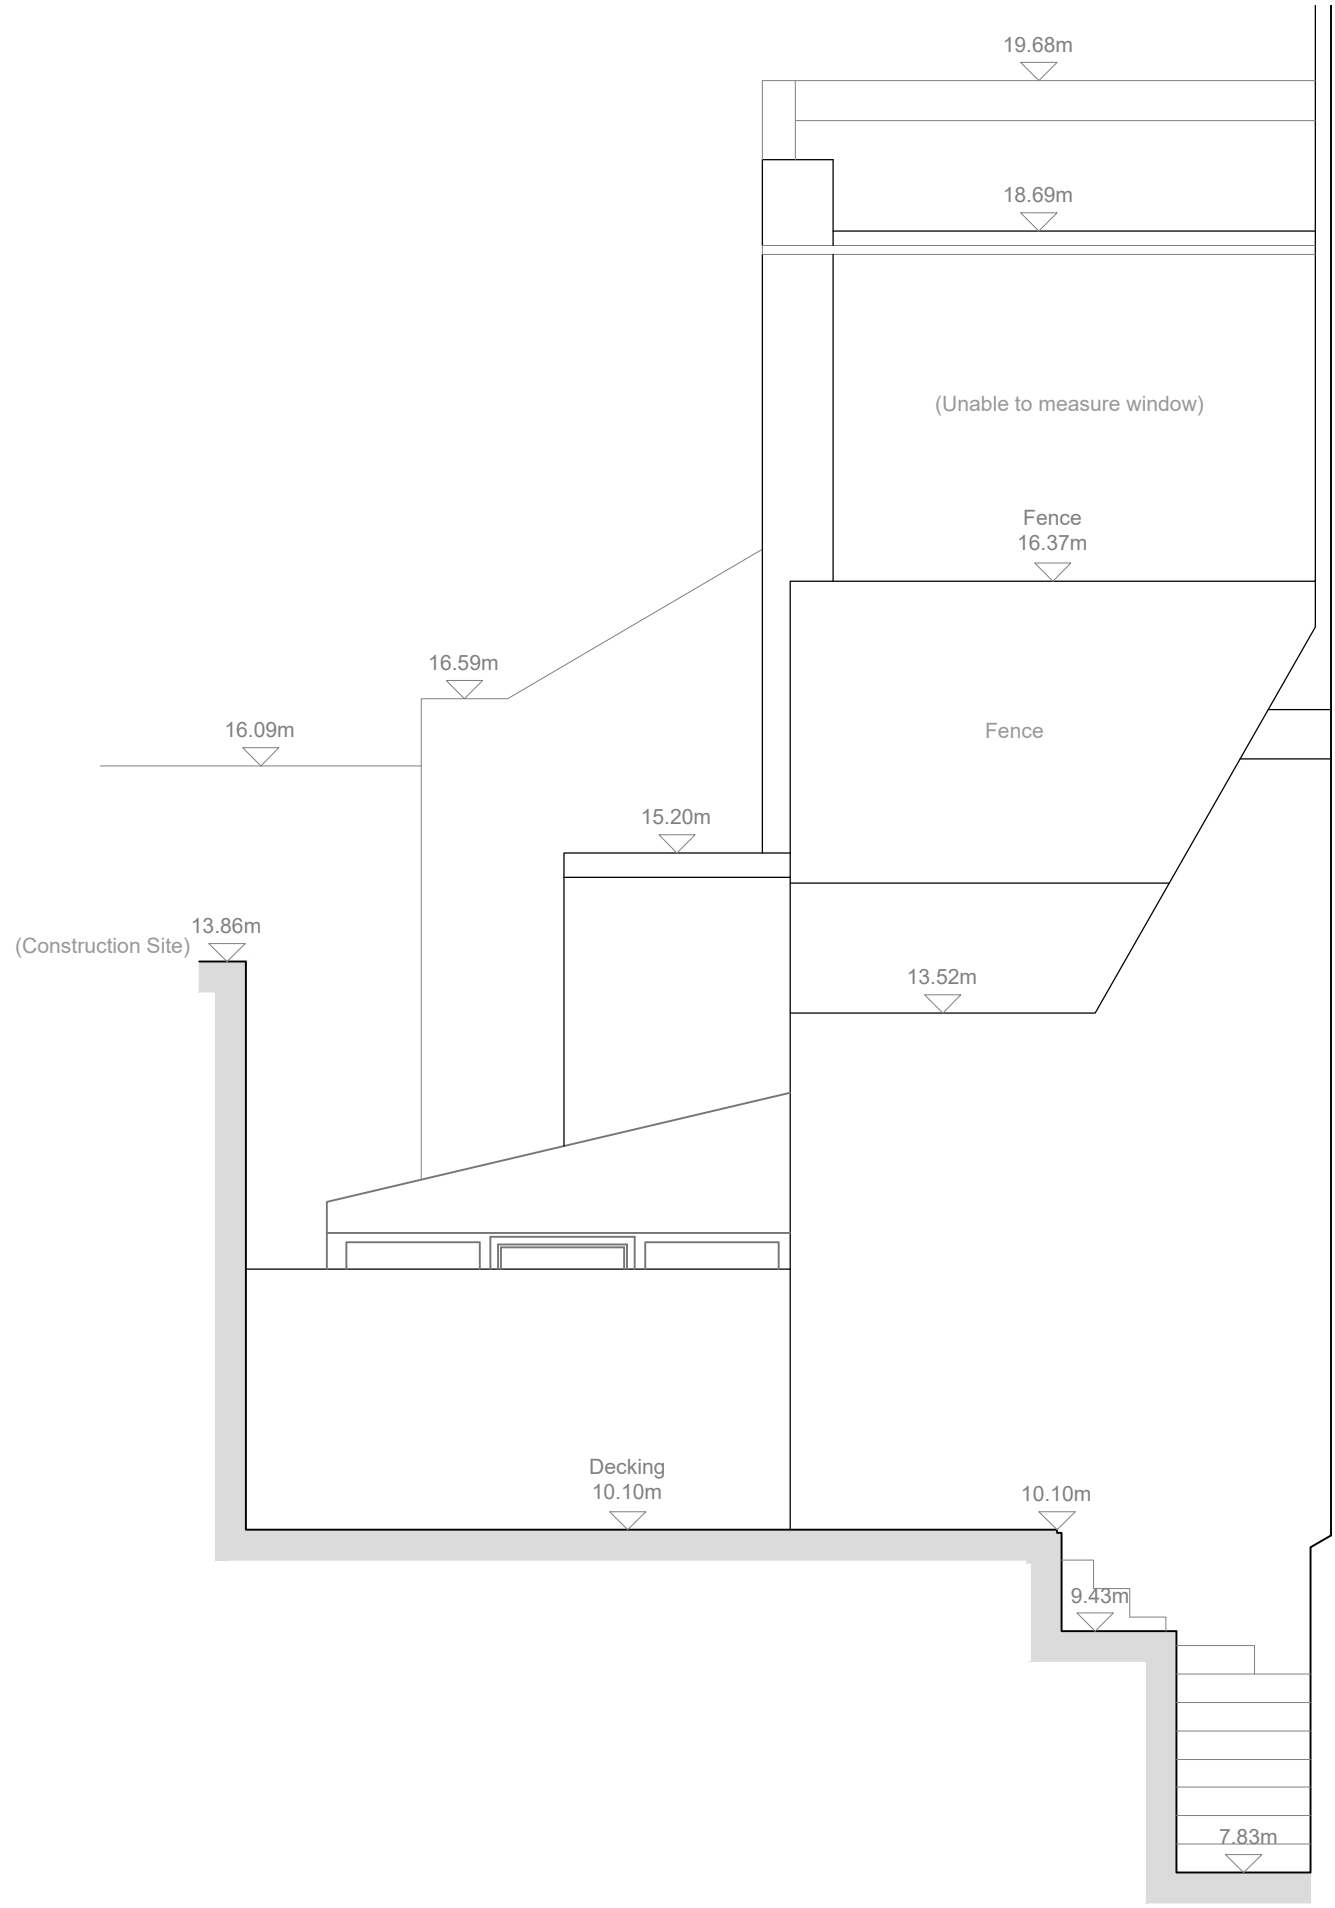 19.68m
18.69m
(Unable to measure window)
Fence
16.37m
16.59m
16.09m
Fence
15.20m
13.86m
(Construction Site)
13.52m
Decking
10.10m
10.10m
9.43m
7.83m